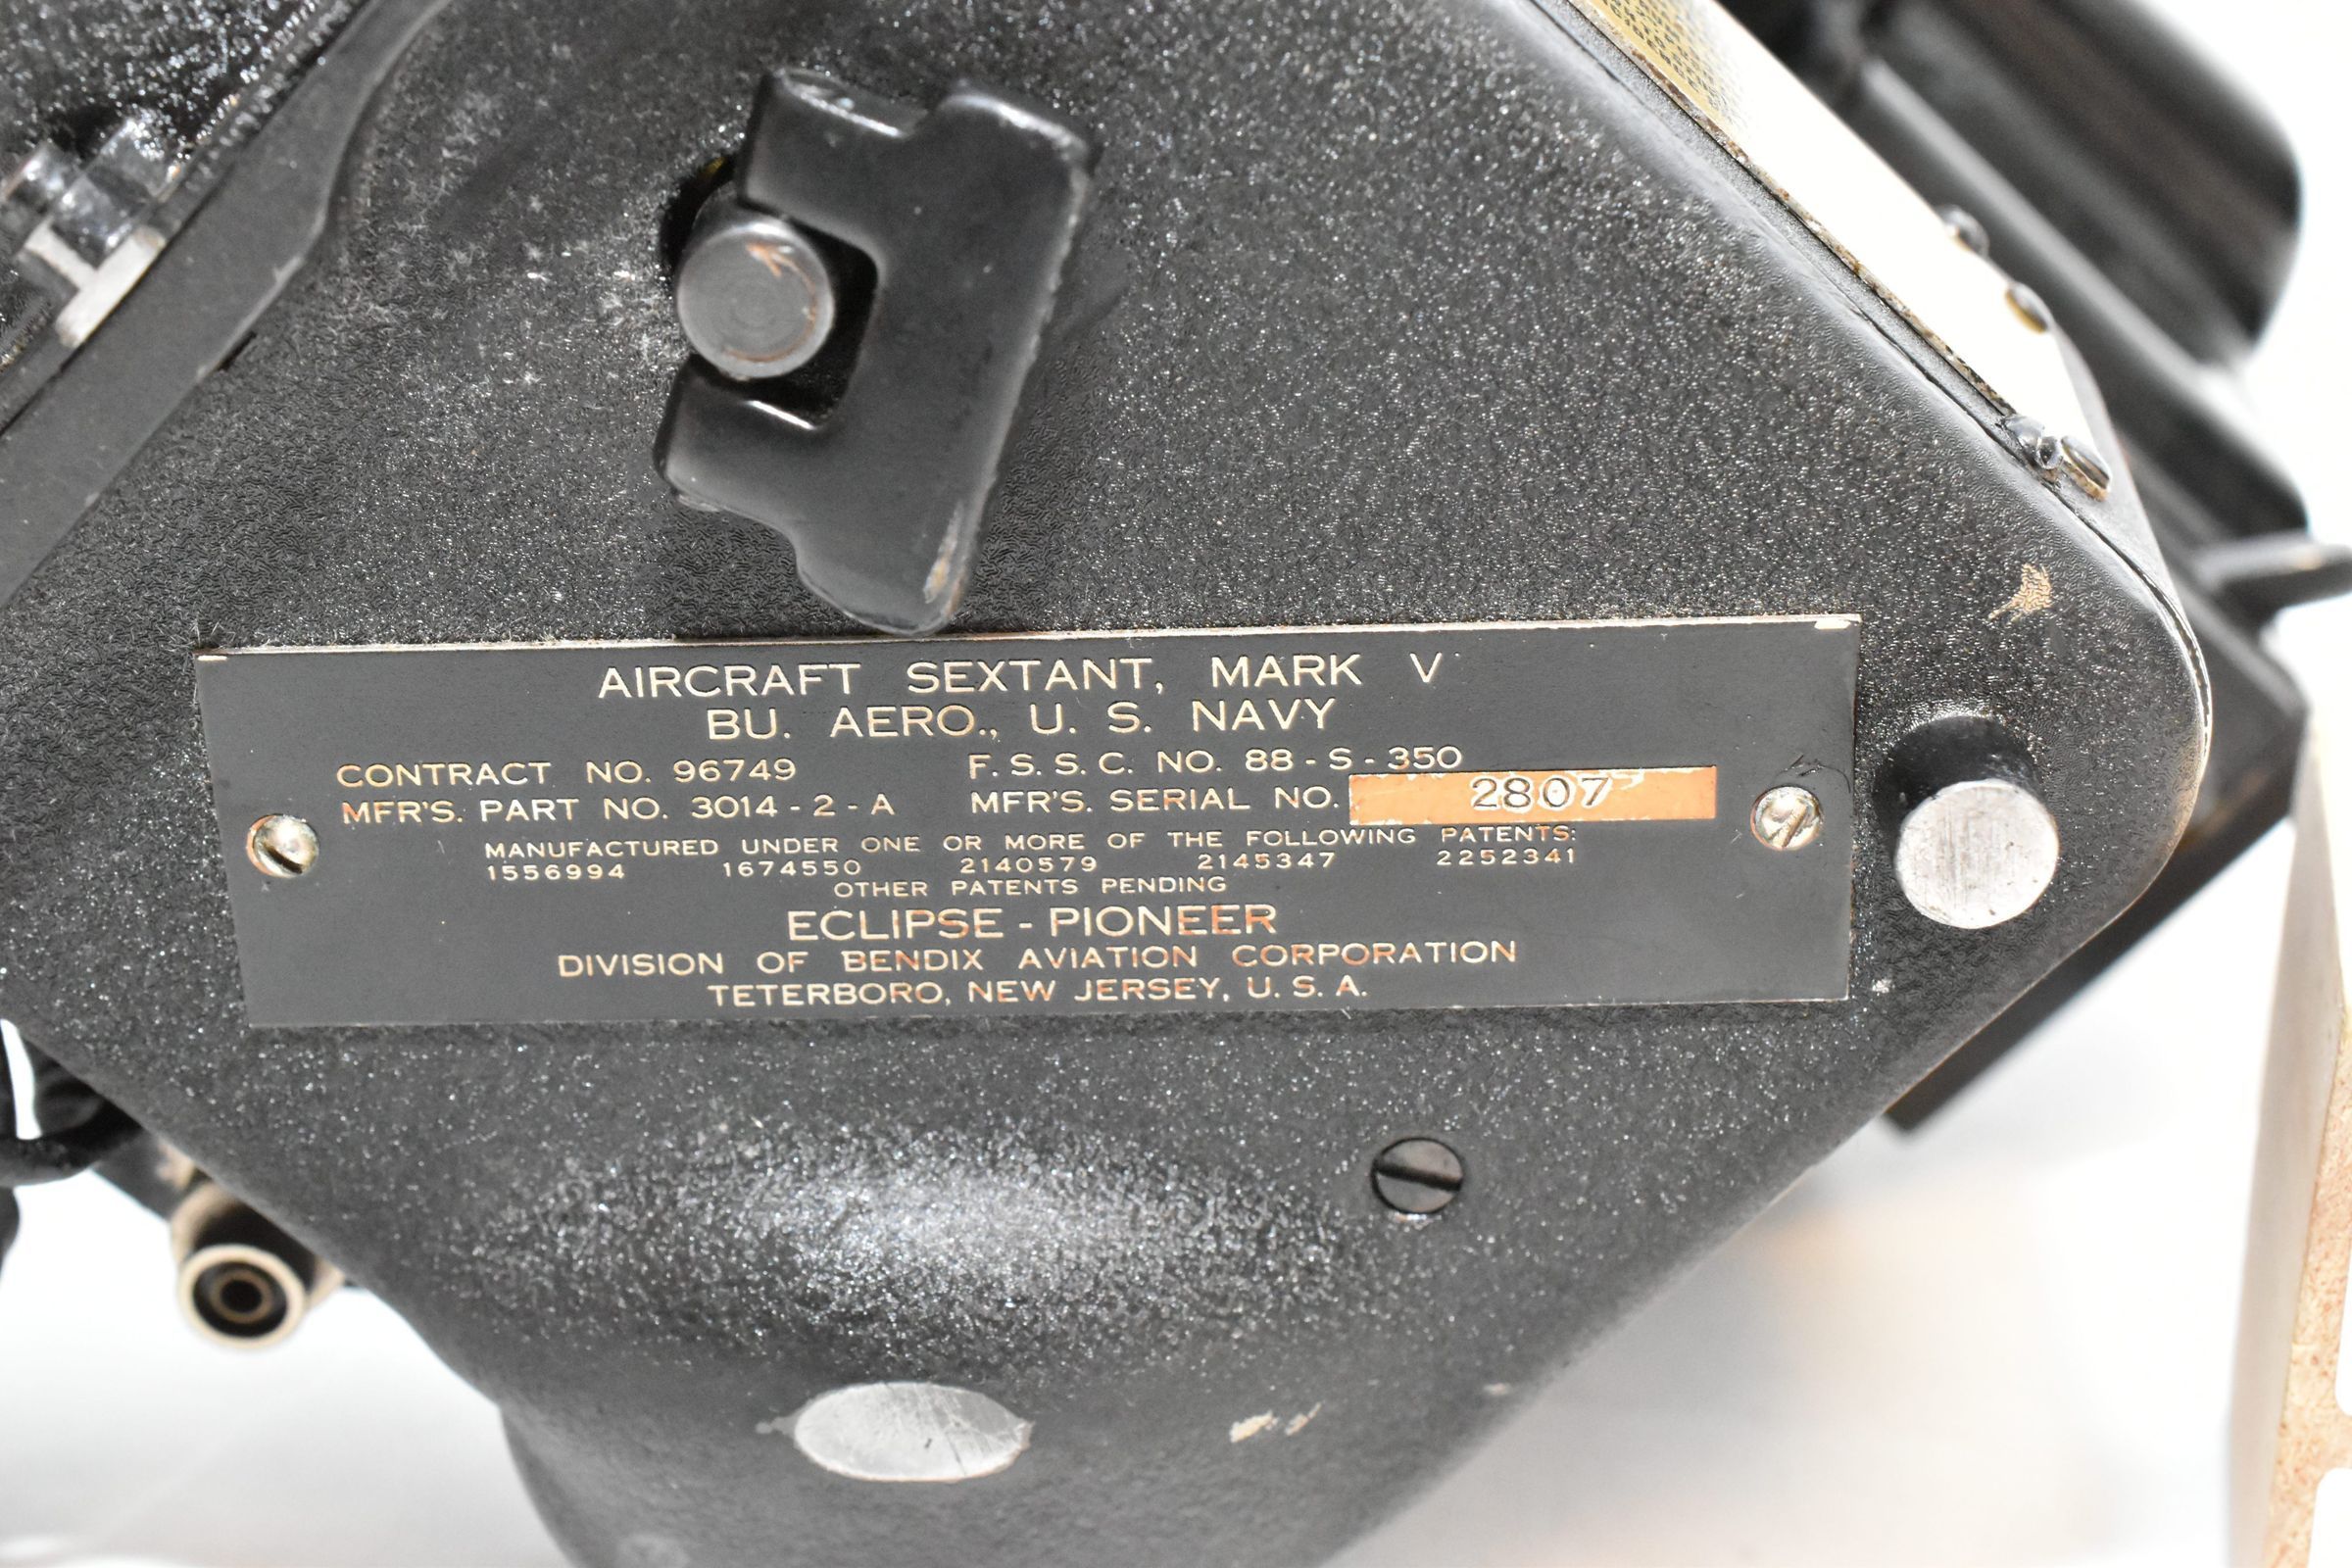 AIRCRAFT SEXTANT, MARK V
BU. AERO., U. S. NAVY
CONTRACT NO. 96749 F. S. S. C. NO. 88 - S - 350
MFR'S. PART NO. 3014 - 2 - A MFR'S. SERIAL NO. 2807
MANUFACTURED UNDER ONE OR MORE OF THE FOLLOWING PATENTS:
1556994 1674550 2140579 2145347 2252341
OTHER PATENTS PENDING
ECLIPSE - PIONEER
DIVISION OF BENDIX AVIATION CORPORATION
TETERBORO, NEW JERSEY, U. S. A.